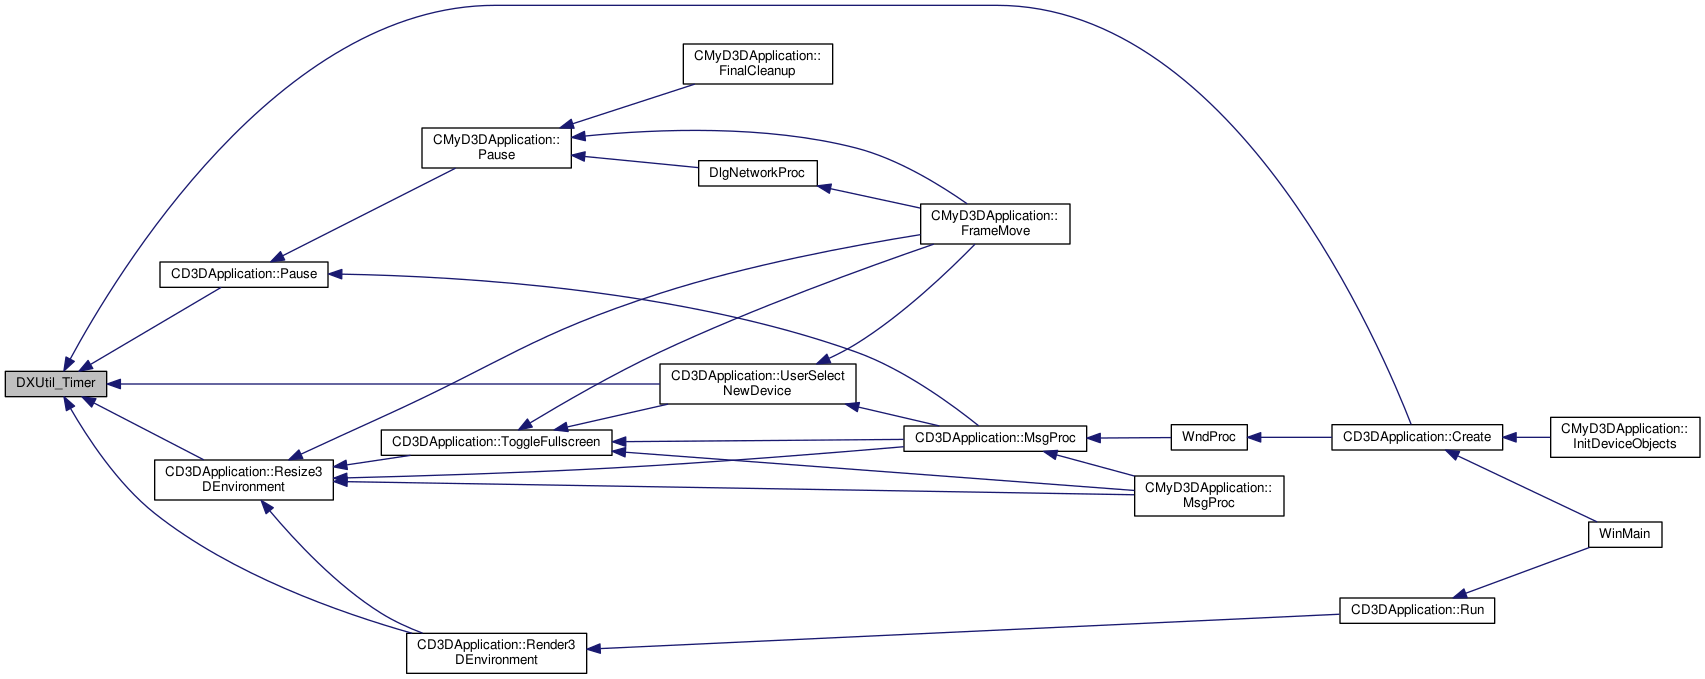 CMyD3DApplication::
FinalCleanup
CMyD3DApplication::
Pause
DlgNetworkProc
CMyD3DApplication::
FrameMove
CD3DApplication::Pause
DXUtil_Timer
CD3DApplication::UserSelect
NewDevice
CD3DApplication::ToggleFullscreen
CD3DApplication::MsgProc
WndProc
CD3DApplication::Create
CMyD3DApplication::
InitDeviceObjects
CD3DApplication::Resize3
DEnvironment
CMyD3DApplication::
MsgProc
WinMain
CD3DApplication::Run
CD3DApplication::Render3
DEnvironment